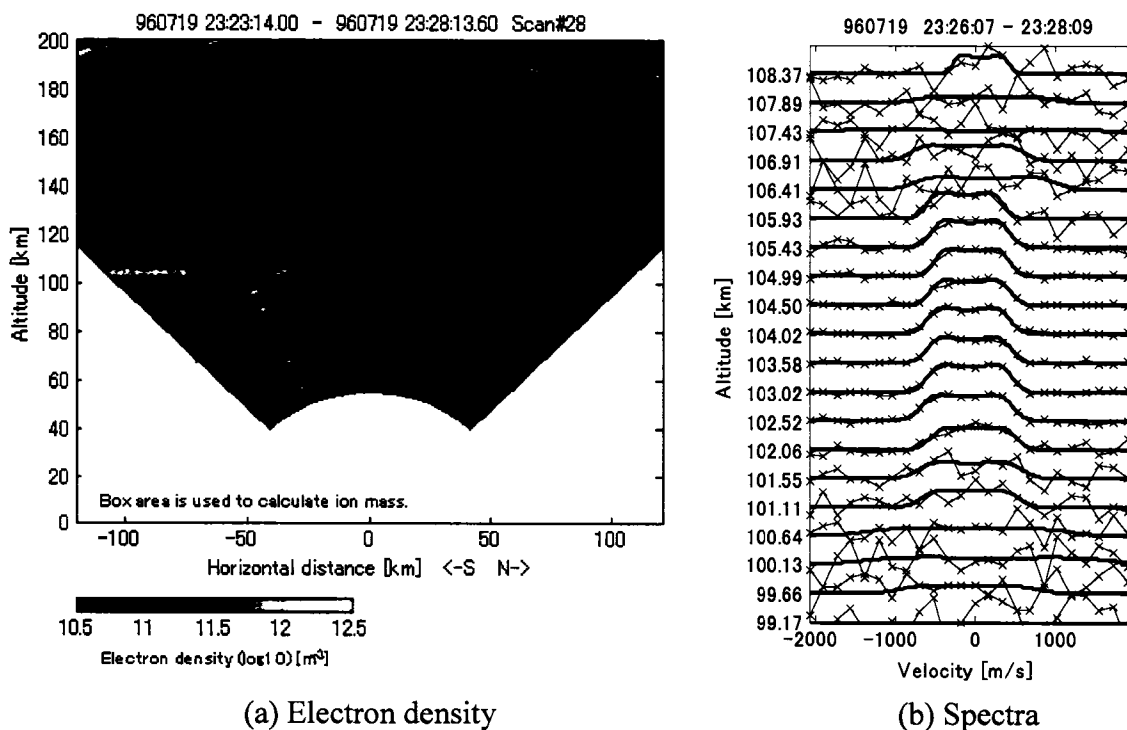 960719 23:23:14.00 - 960719 23:28:13.60 Scan#28
200
180
160
140
120
100
80
60
40
20
0
Altitude [km]
Box area is used to calculate ion mass.
-100 -50 0 50 100
Horizontal distance [km] <-S N->
10.5 11 11.5 12 12.5
Electron density (log10) [m-3]
(a) Electron density
960719 23:26:07 - 23:28:09
108.37
107.89
107.43
106.91
106.41
105.93
105.43
104.99
104.50
104.02
103.58
103.02
102.52
102.06
101.55
101.11
100.64
100.13
99.66
99.17
Altitude [km]
-2000 -1000 0 1000
Velocity [m/s]
(b) Spectra